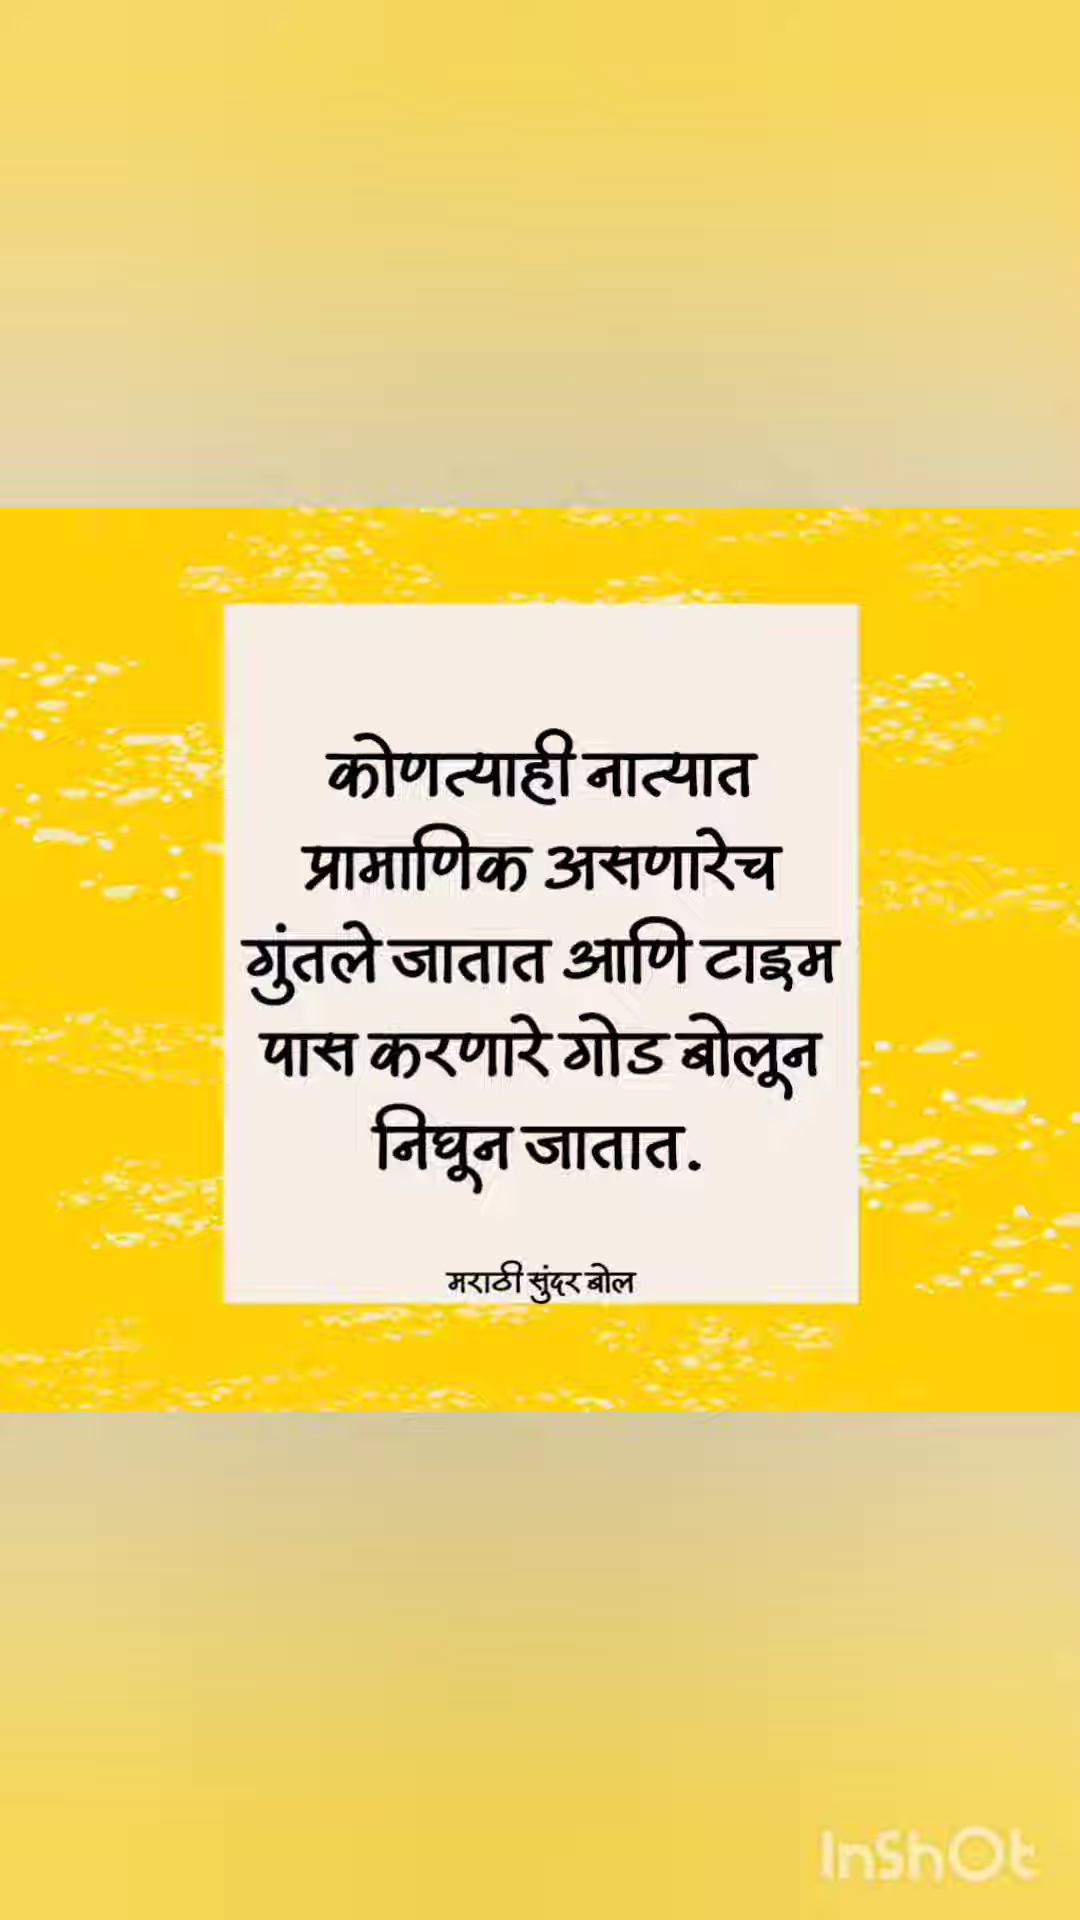 कोणत्याही नात्यात
प्रामाणिक असणारेच
गुंतले जातात आणि टाइम
पास करणारे गोड बोलून
निघून जातात.
मराठी सुंदर बोल
InShOt